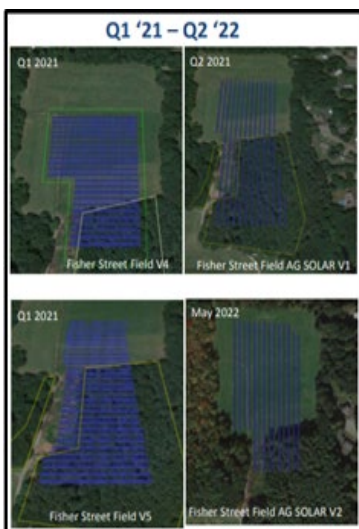 Q1 '21 – Q2 '22
Q1 2021
Q2 2021
Fisher Street Field V4
Fisher Street Field AG SOLAR V1
Q1 2021
May 2022
Fisher Street Field V5
Fisher Street Field AG SOLAR V2